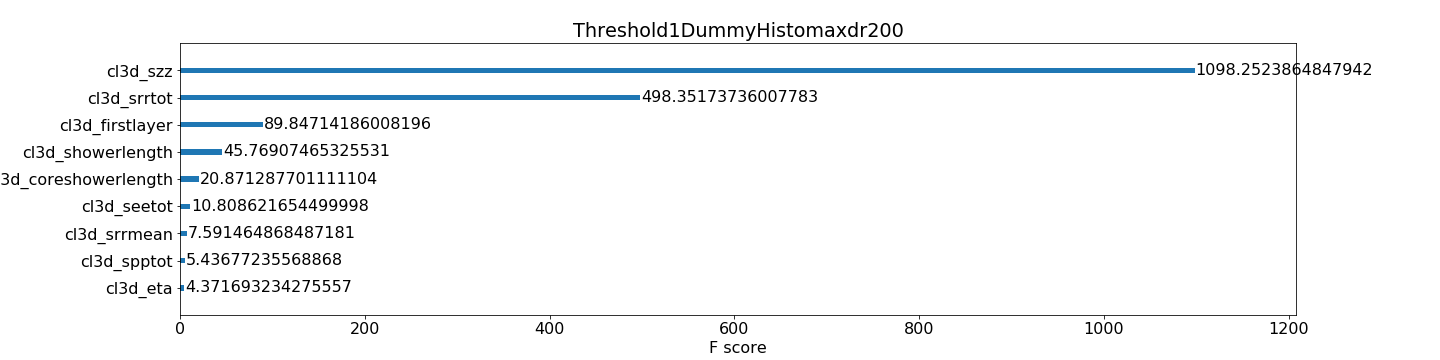 Threshold1DummyHistomaxdr200
cl3d_szz 1098.2523864847942
cl3d_srrtot 498.35173736007783
cl3d_firstlayer 89.84714186008196
cl3d_showerlength 45.76907465325531
3d_coreshowerlength 20.871287701111104
cl3d_seetot 10.808621654499998
cl3d_srrmean 7.591464868487181
cl3d_spptot 5.43677235568868
cl3d_eta 4.371693234275557
0 200 400 600 800 1000 1200
F score